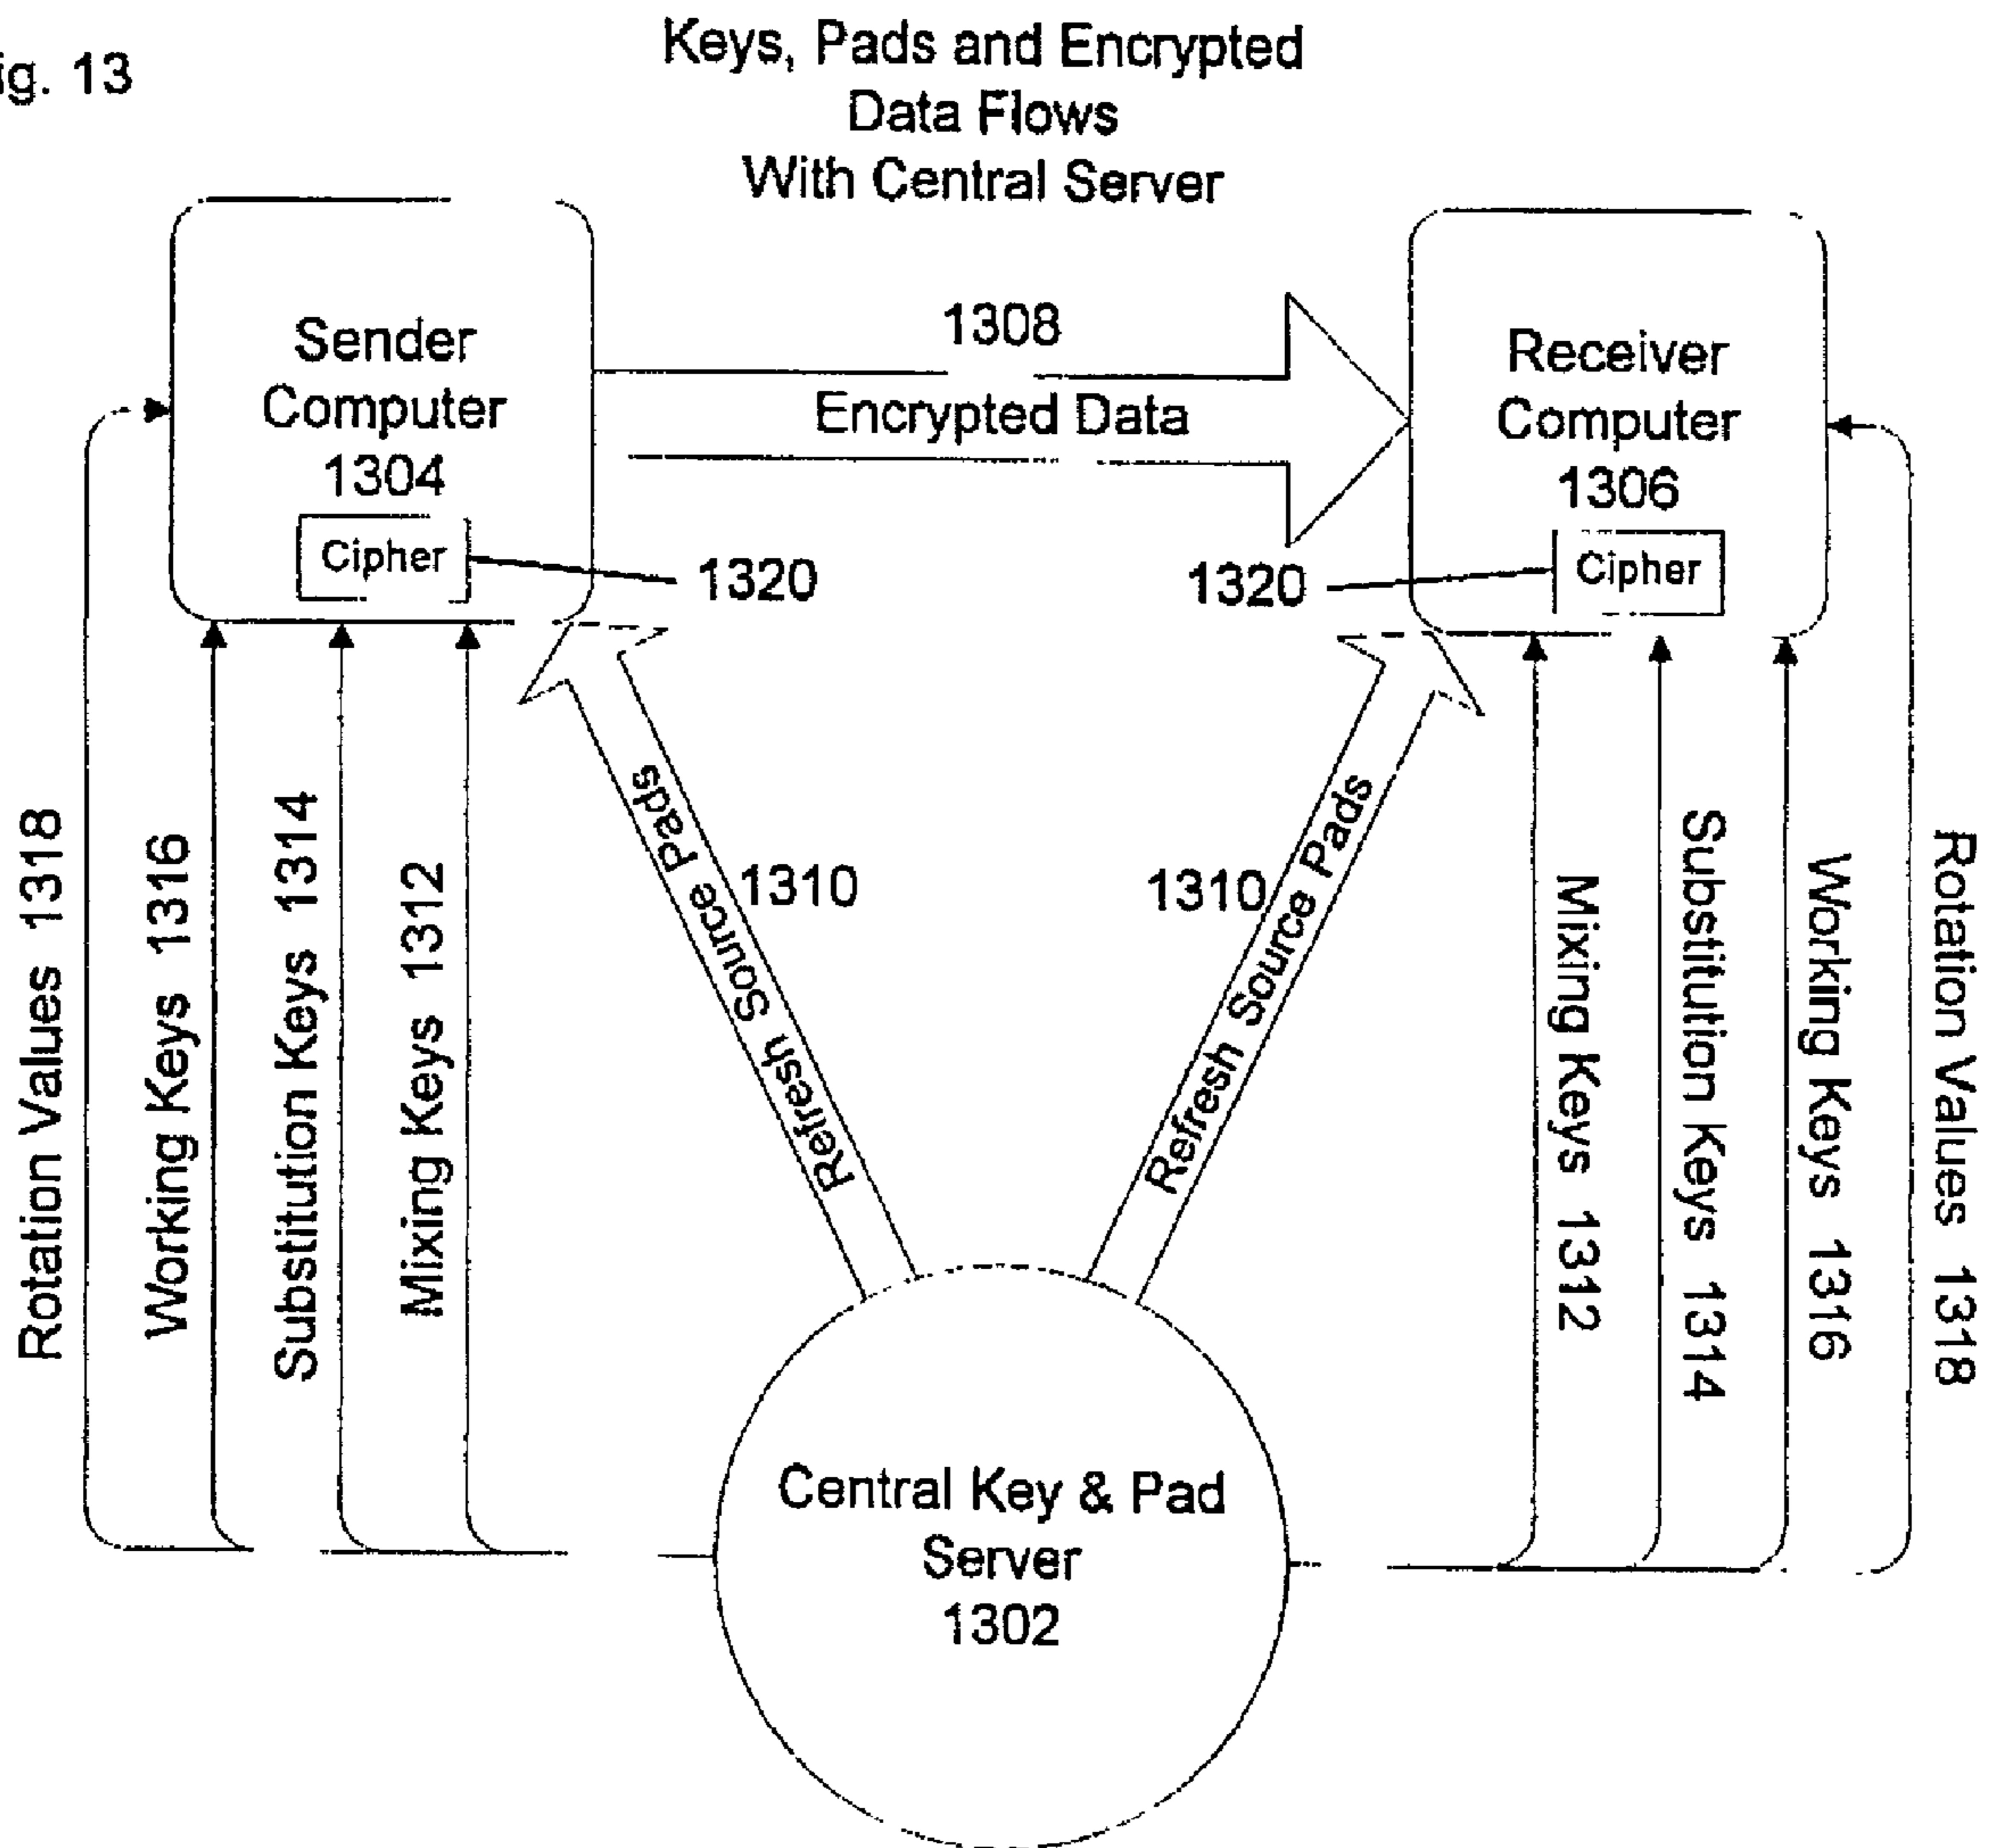 ig. 13
Keys, Pads and Encrypted
Data Flows
With Central Server
Sender
Computer
1304
Cipher
1320
1308
Encrypted Data
Receiver
Computer
1306
Cipher
1320
Rotation Values 1318
Working Keys 1316
Substitution Keys 1314
Mixing Keys 1312
Refresh Source Pads
1310
1310
Refresh Source Pads
Mixing Keys 1312
Substitution Keys 1314
Working Keys 1316
Rotation Values 1318
Central Key & Pad
Server
1302